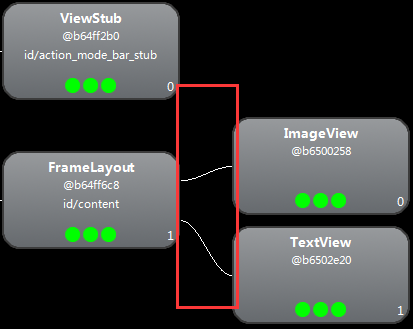 ViewStub
@b64ff2b0
id/action_mode_bar_stub
0
FrameLayout
@b64ff6c8
id/content
1
ImageView
@b6500258
0
TextView
@b6502e20
1